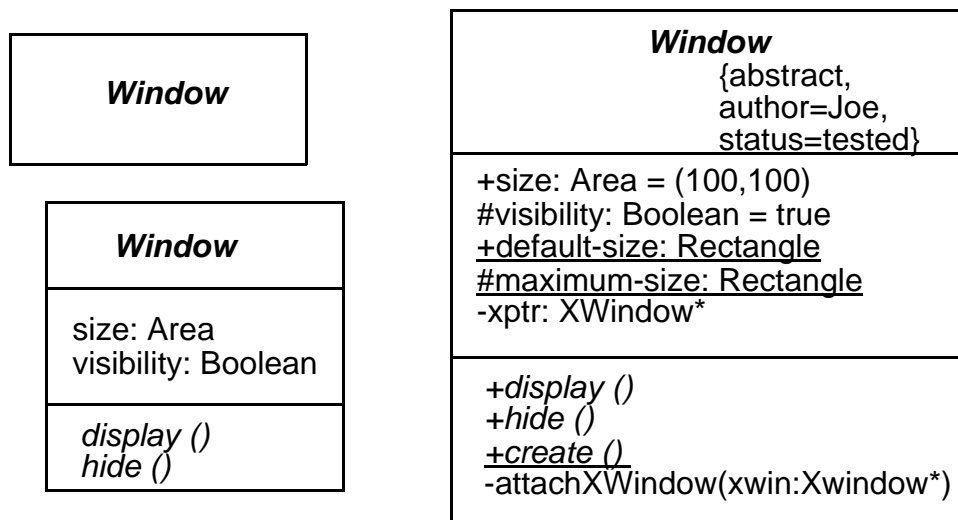 Window
Window
size: Area
visibility: Boolean
display ()
hide ()
Window
{abstract,
author=Joe,
status=tested}
+size: Area = (100,100)
#visibility: Boolean = true
+default-size: Rectangle
#maximum-size: Rectangle
-xptr: XWindow*
+display ()
+hide ()
+create ()
-attachXWindow(xwin:Xwindow*)